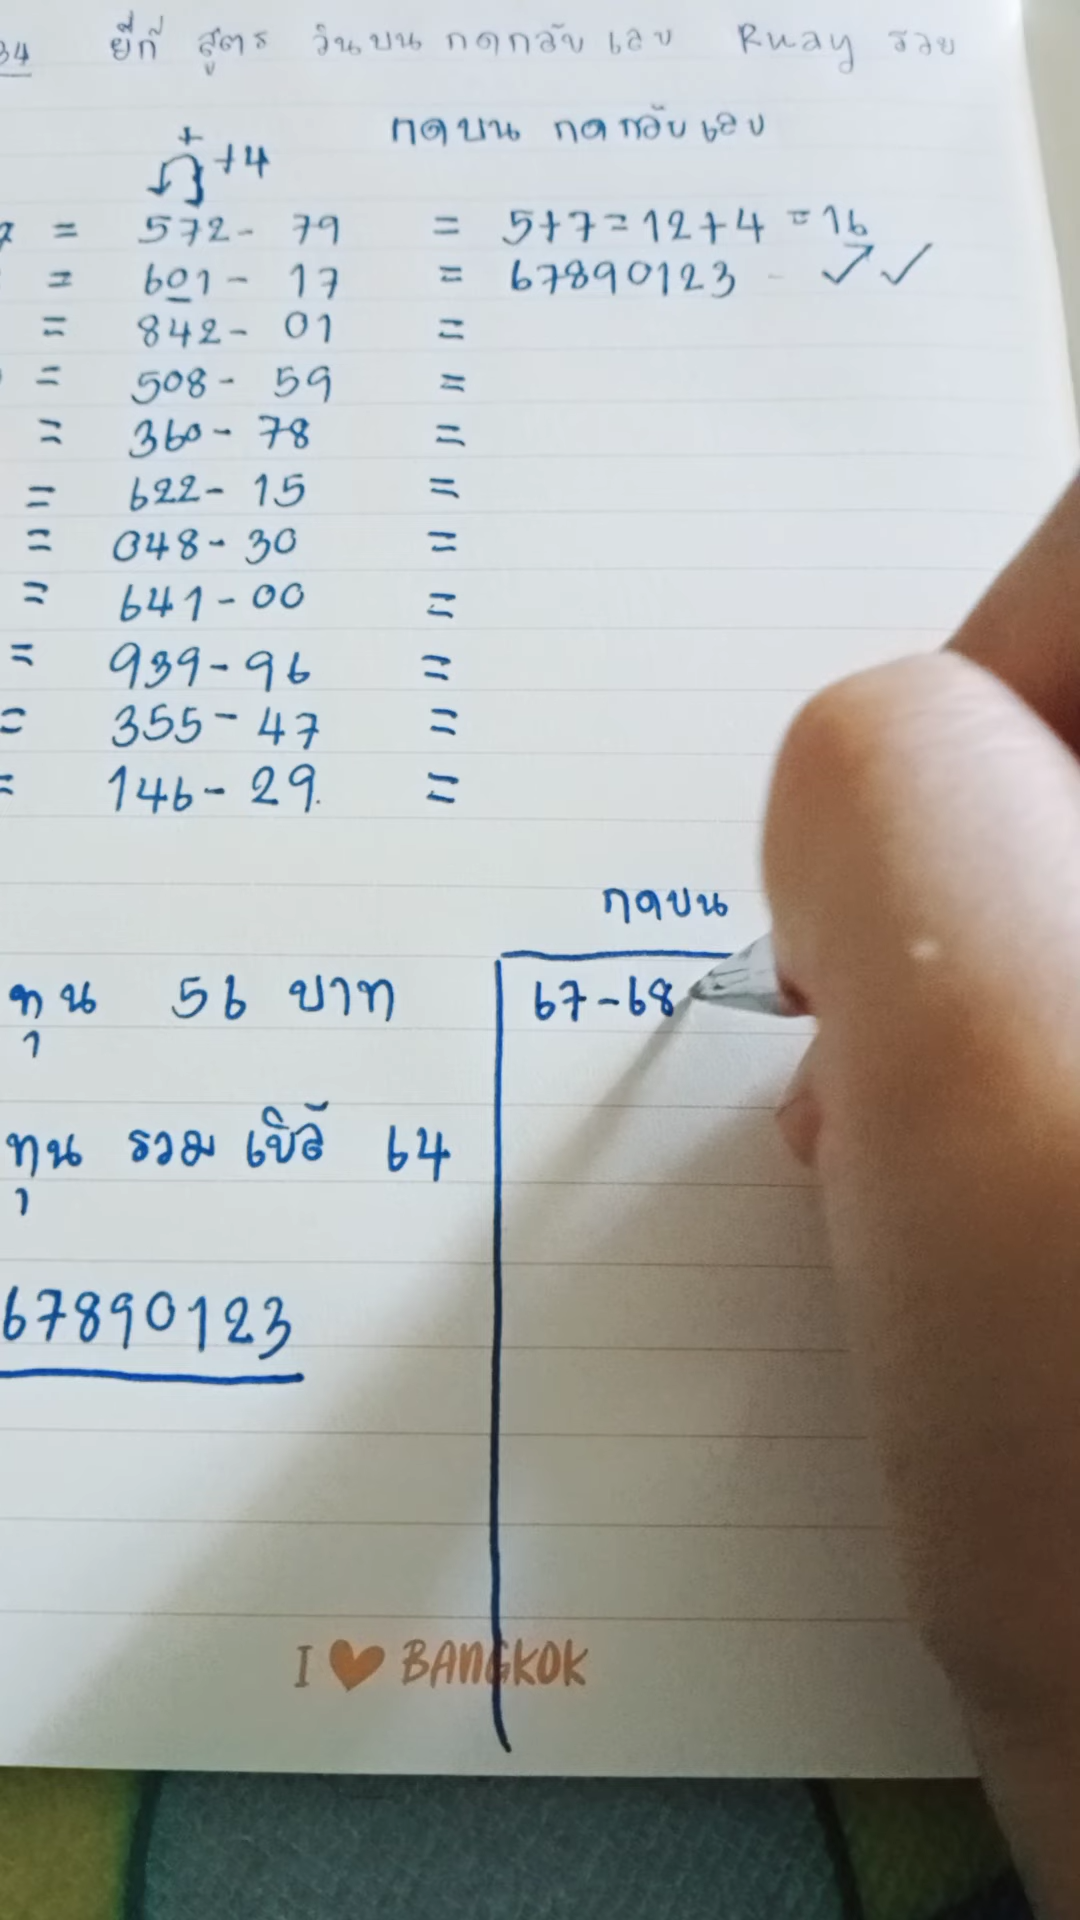 34 ยี่กี สูตร วินบน กดกลับเลข Ruay รวย
+ +4 กดบน กดกลับเลข
= 572- 79 = 5+7=12+4 =16
= 601- 17 = 67890123 - ✓✓
= 842- 01 =
= 508- 59 =
= 360- 78 =
= 622- 15 =
= 048- 30 =
= 641- 00 =
= 939- 96 =
= 355- 47 =
= 146- 29. =
กดบน
ทุน 56 บาท 67-68
ทุน รวม เบิ้ล 64
67890123
I ❤ BANGKOK